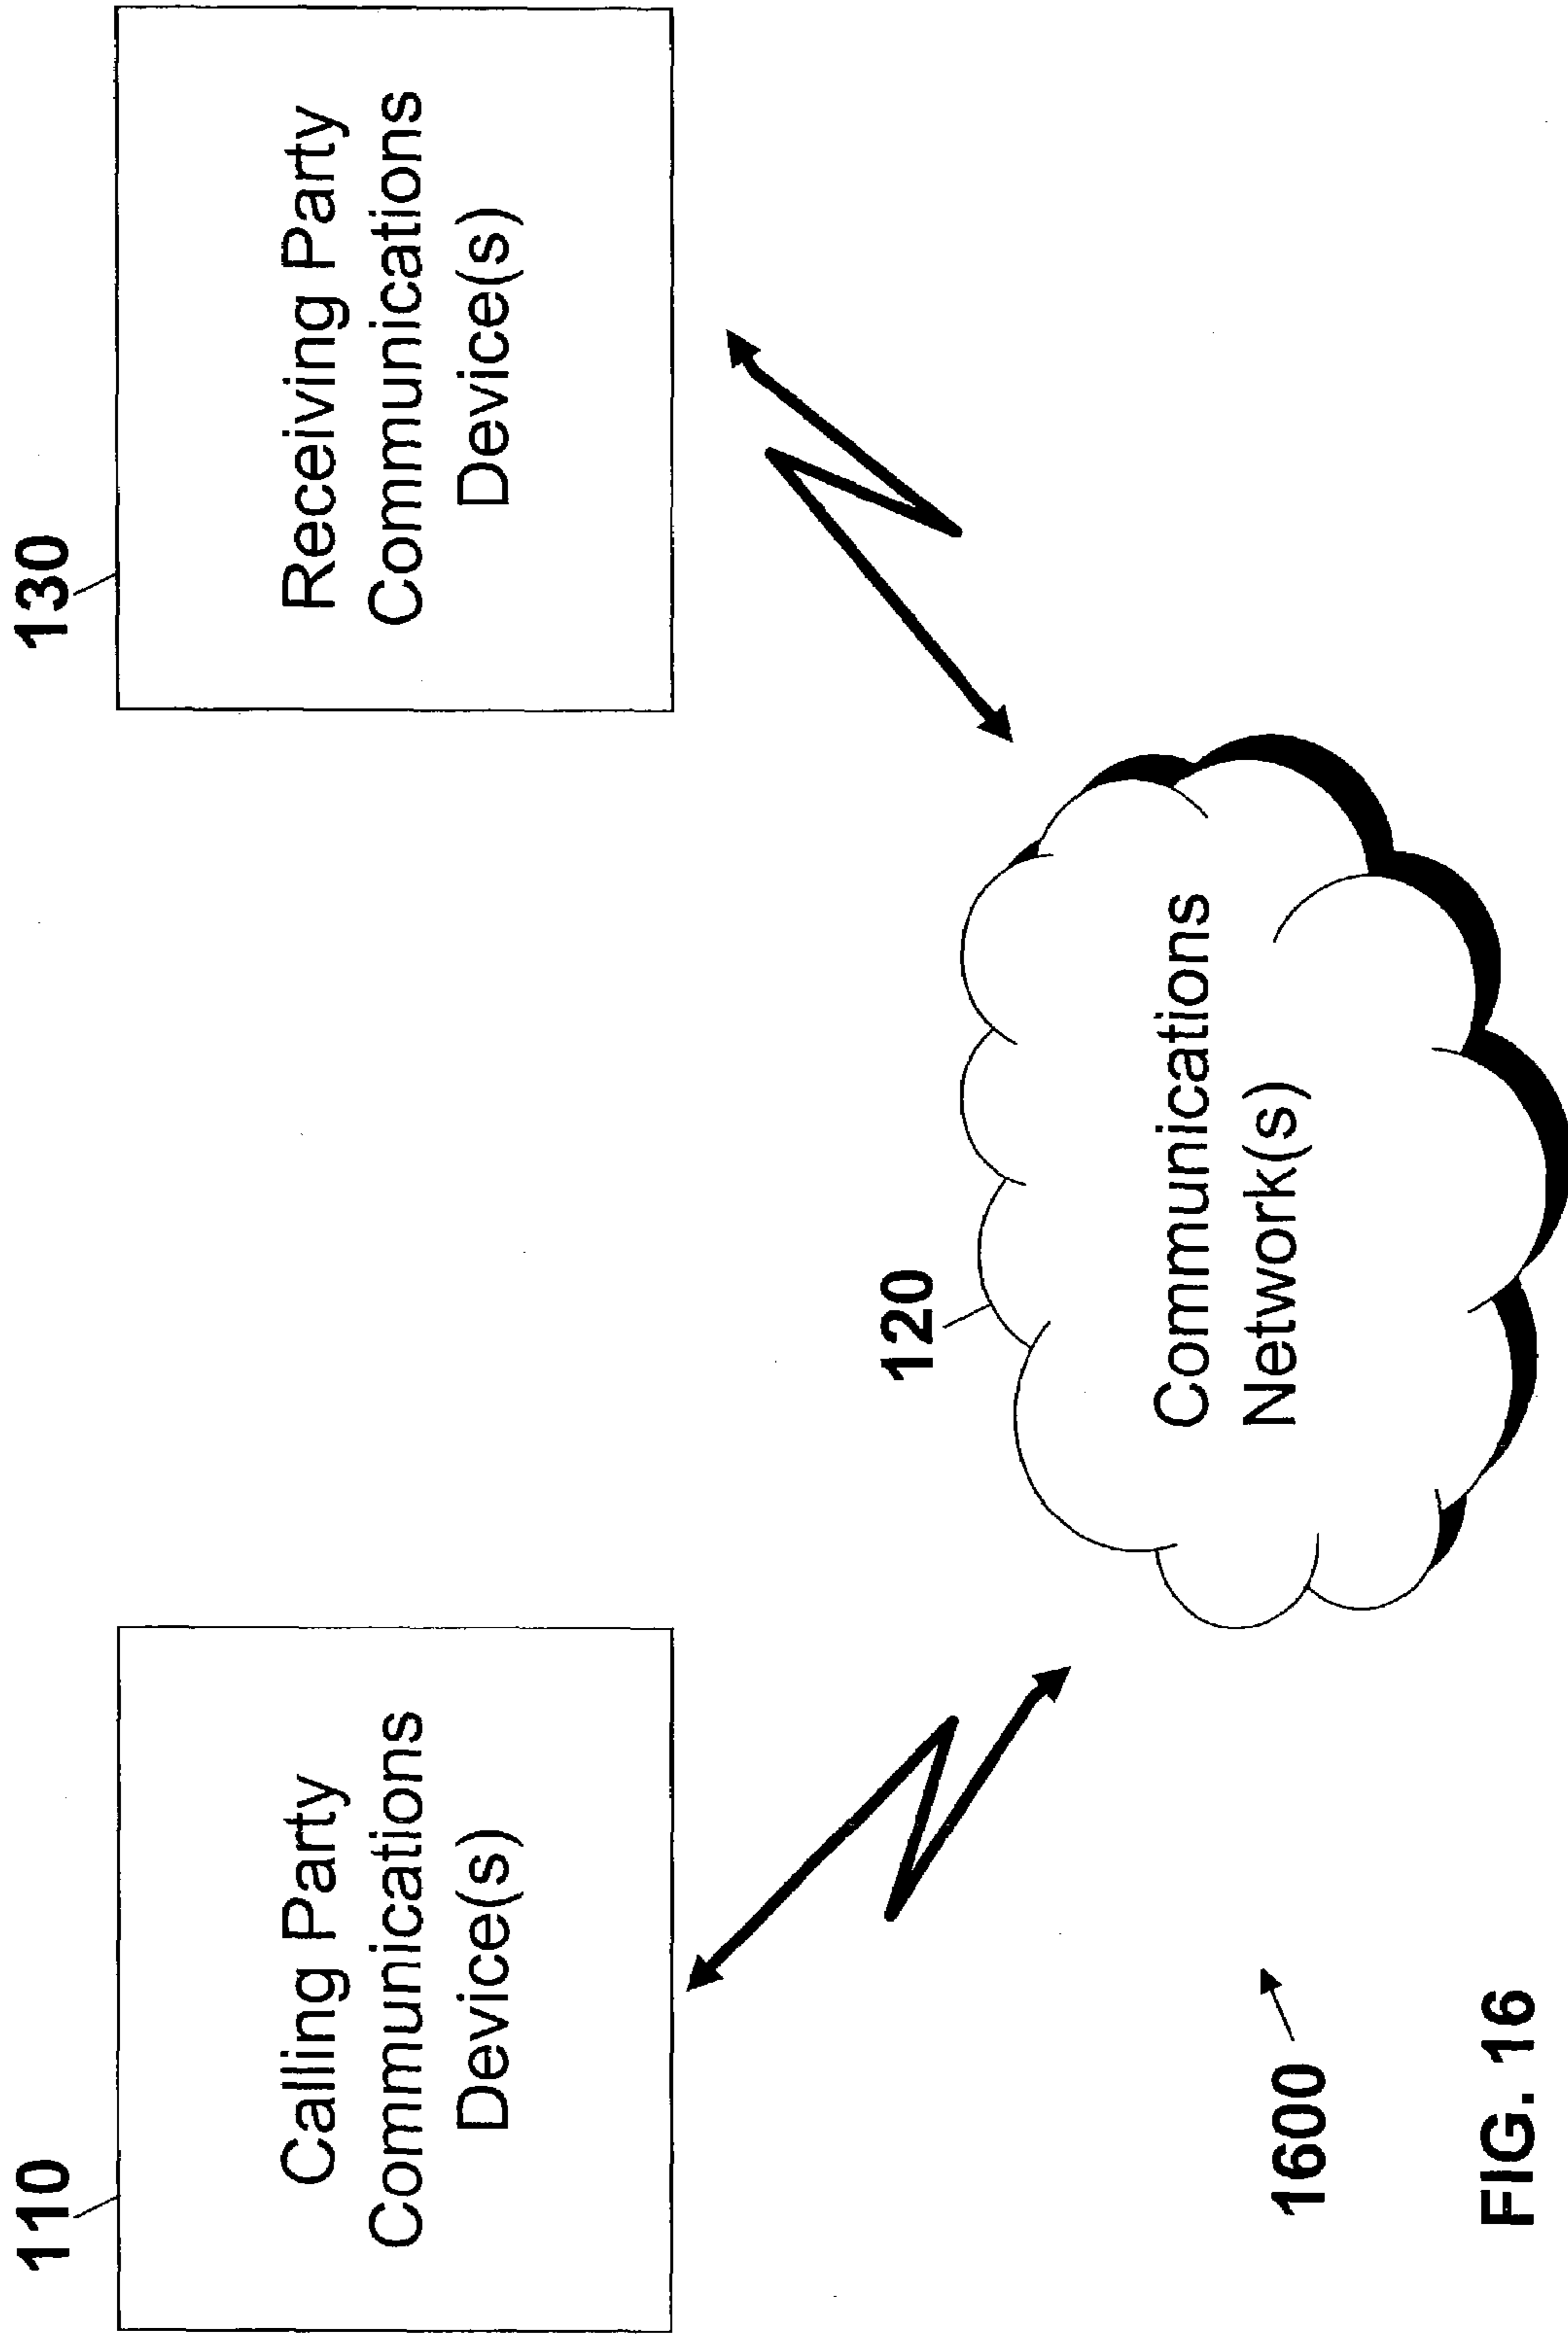 110
Calling Party
Communications
Device(s)
130
Receiving Party
Communications
Device(s)
120
Communications
Network(s)
1600
FIG. 16